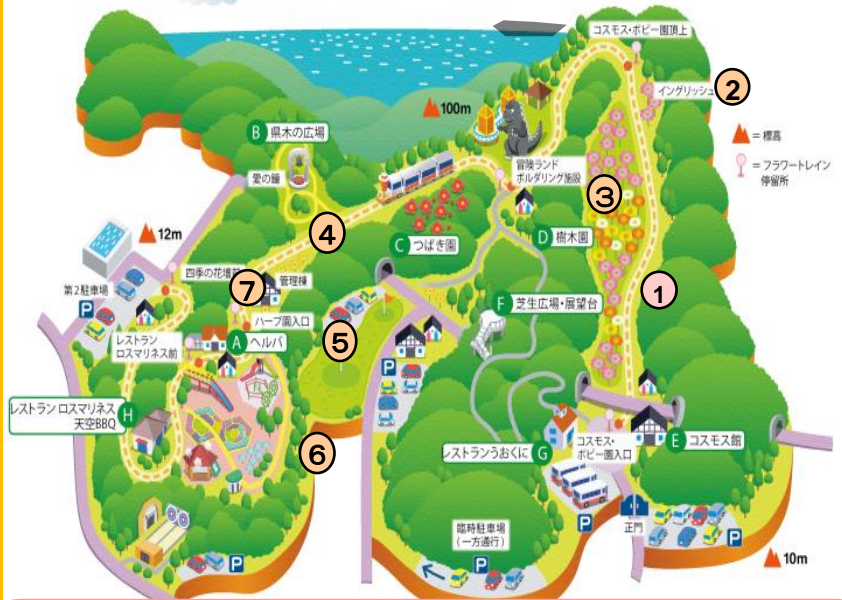 コスモス・ポピー園頂上
イングリッシュ
②
100m
= 標高
= フラワートレイン
停留所
B 県木の広場
愛の鐘
冒険ランド
ボルダリング施設
③
12m
④
C つばき園
D 樹木園
四季の花壇前
管理棟
⑦
①
第2駐車場
P
ハーブ園入口
F 芝生広場・展望台
レストラン
ロスマリネス前
A ヘルバ
⑤
P
レストラン ロスマリネス
天空BBQ
H
⑥
レストランうおくに G
コスモス・
ポピー園入口
E コスモス館
P
正門
臨時駐車場
(一方通行)
P
P
P
10m